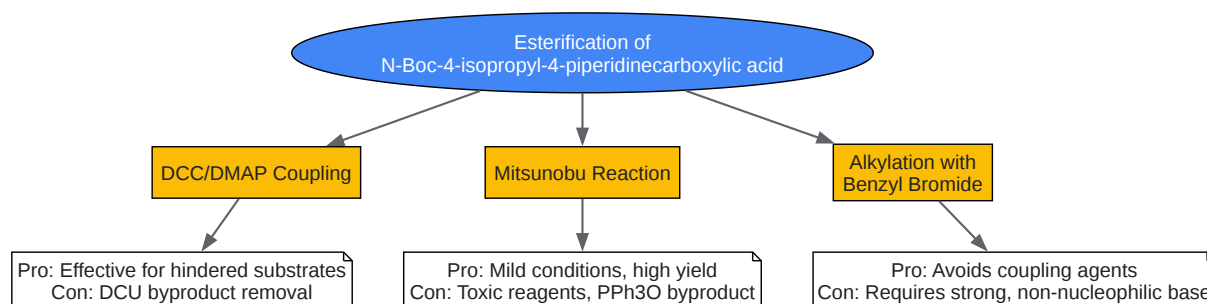 Esterification of
N-Boc-4-isopropyl-4-piperidinecarboxylic acid
DCC/DMAP Coupling
Mitsunobu Reaction
Alkylation with
Benzyl Bromide
Pro: Effective for hindered substrates
Con: DCU byproduct removal
Pro: Mild conditions, high yield
Con: Toxic reagents, PPh3O byproduct
Pro: Avoids coupling agents
Con: Requires strong, non-nucleophilic base